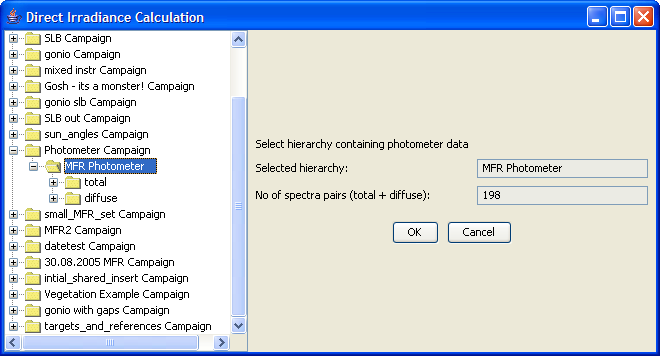 Direct Irradiance Calculation
SLB Campaign
gonio Campaign
mixed instr Campaign
Gosh - its a monster! Campaign
gonio slb Campaign
SLB out Campaign
sun_angles Campaign
Photometer Campaign
MFR Photometer
total
diffuse
small_MFR_set Campaign
MFR2 Campaign
datetest Campaign
30.08.2005 MFR Campaign
intial_shared_insert Campaign
Vegetation Example Campaign
gonio with gaps Campaign
targets_and_references Campaign
Select hierarchy containing photometer data
Selected hierarchy: MFR Photometer
No of spectra pairs (total + diffuse): 198
OK Cancel